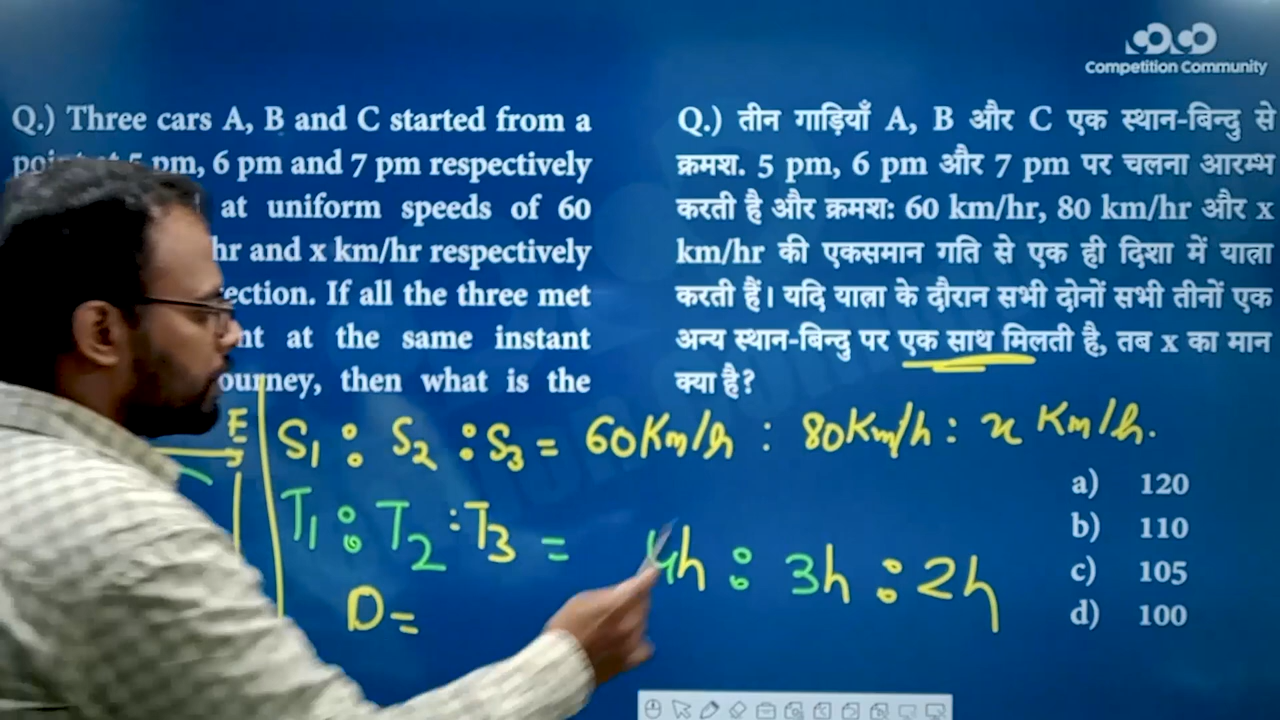 Competition Community
Q.) Three cars A, B and C started from a
5 pm, 6 pm and 7 pm respectively
at uniform speeds of 60
hr and x km/hr respectively
ection. If all the three met
nt at the same instant
ourney, then what is the
Q.) तीन गाड़ियाँ A, B और C एक स्थान-बिन्दु से
क्रमश. 5 pm, 6 pm और 7 pm पर चलना आरम्भ
करती है और क्रमश: 60 km/hr, 80 km/hr और x
km/hr की एकसमान गति से एक ही दिशा में यात्रा
करती हैं। यदि यात्रा के दौरान सभी दोनों सभी तीनों एक
अन्य स्थान-बिन्दु पर एक साथ मिलती है, तब x का मान
क्या है?
S1 : S2 : S3 = 60Km/h : 80Km/h : x Km/h.
T1 : T2 : T3 = 4h : 3h : 2h
D =
a) 120
b) 110
c) 105
d) 100